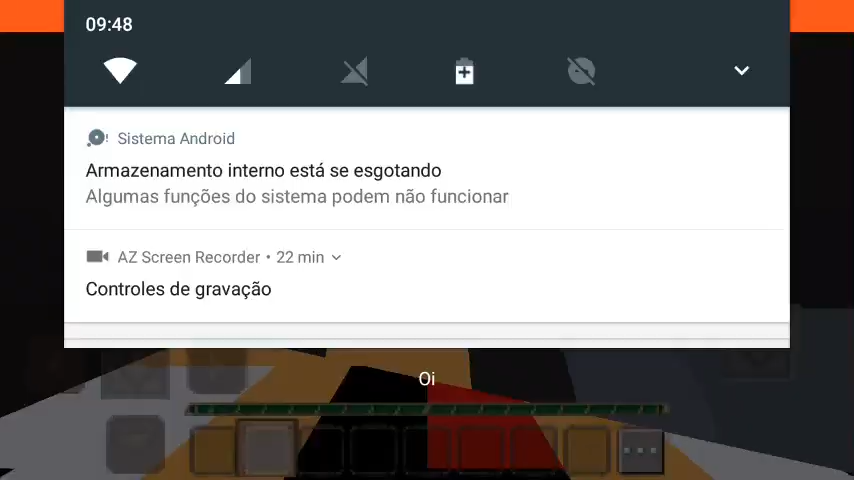 09:48
Sistema Android
Armazenamento interno está se esgotando
Algumas funções do sistema podem não funcionar
AZ Screen Recorder • 22 min
Controles de gravação
Oi